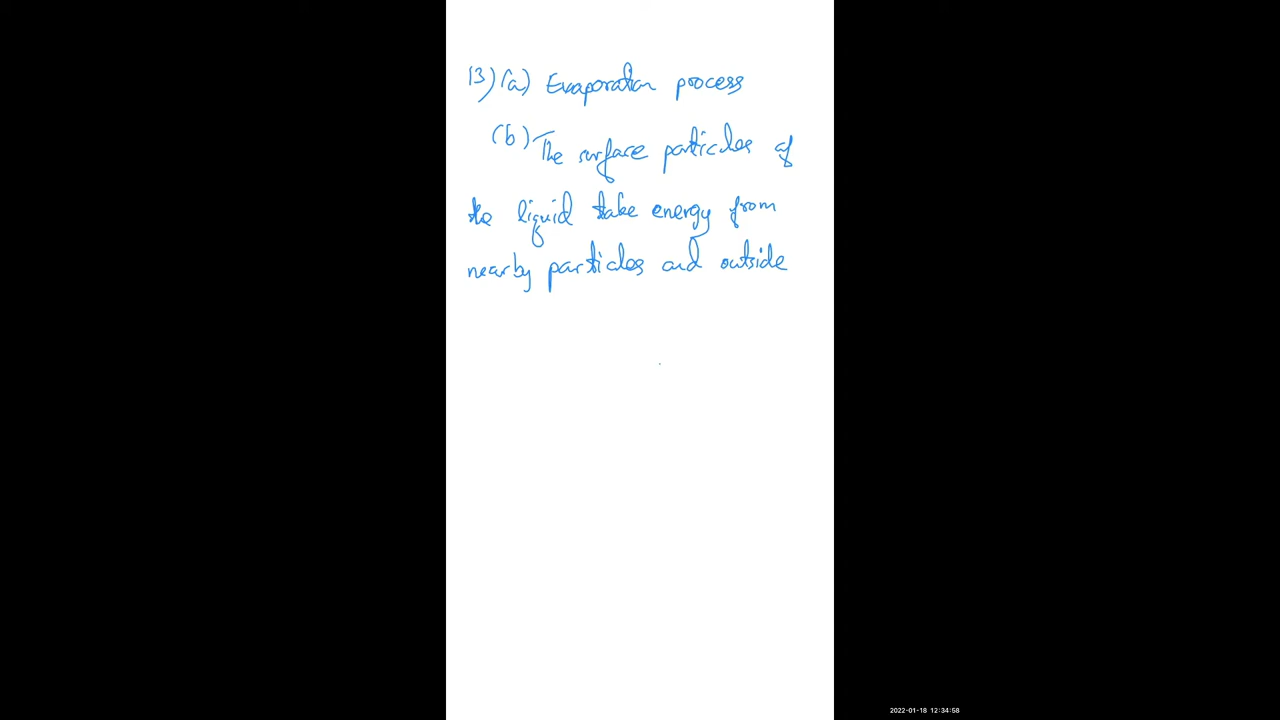 13) (a) Evaporation process
(b) The surface particles of
the liquid take energy from
nearby particles and outside
2022-01-18 12:34:58